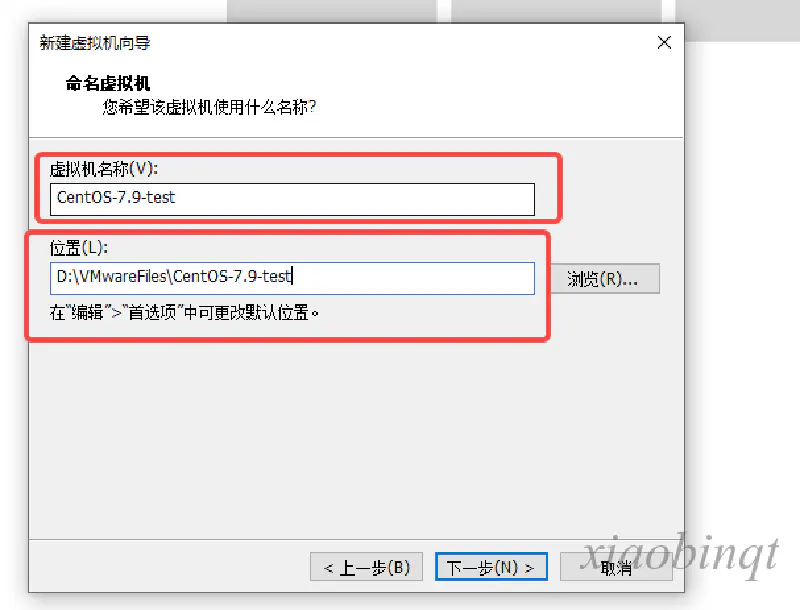 新建虚拟机向导
命名虚拟机
您希望该虚拟机使用什么名称?
虚拟机名称(V):
CentOS-7.9-test
位置(L):
D:\VMwareFiles\CentOS-7.9-test
浏览(R)...
在"编辑">"首选项"中可更改默认位置。
< 上一步(B)
下一步(N) >
取消
xiaobinqt